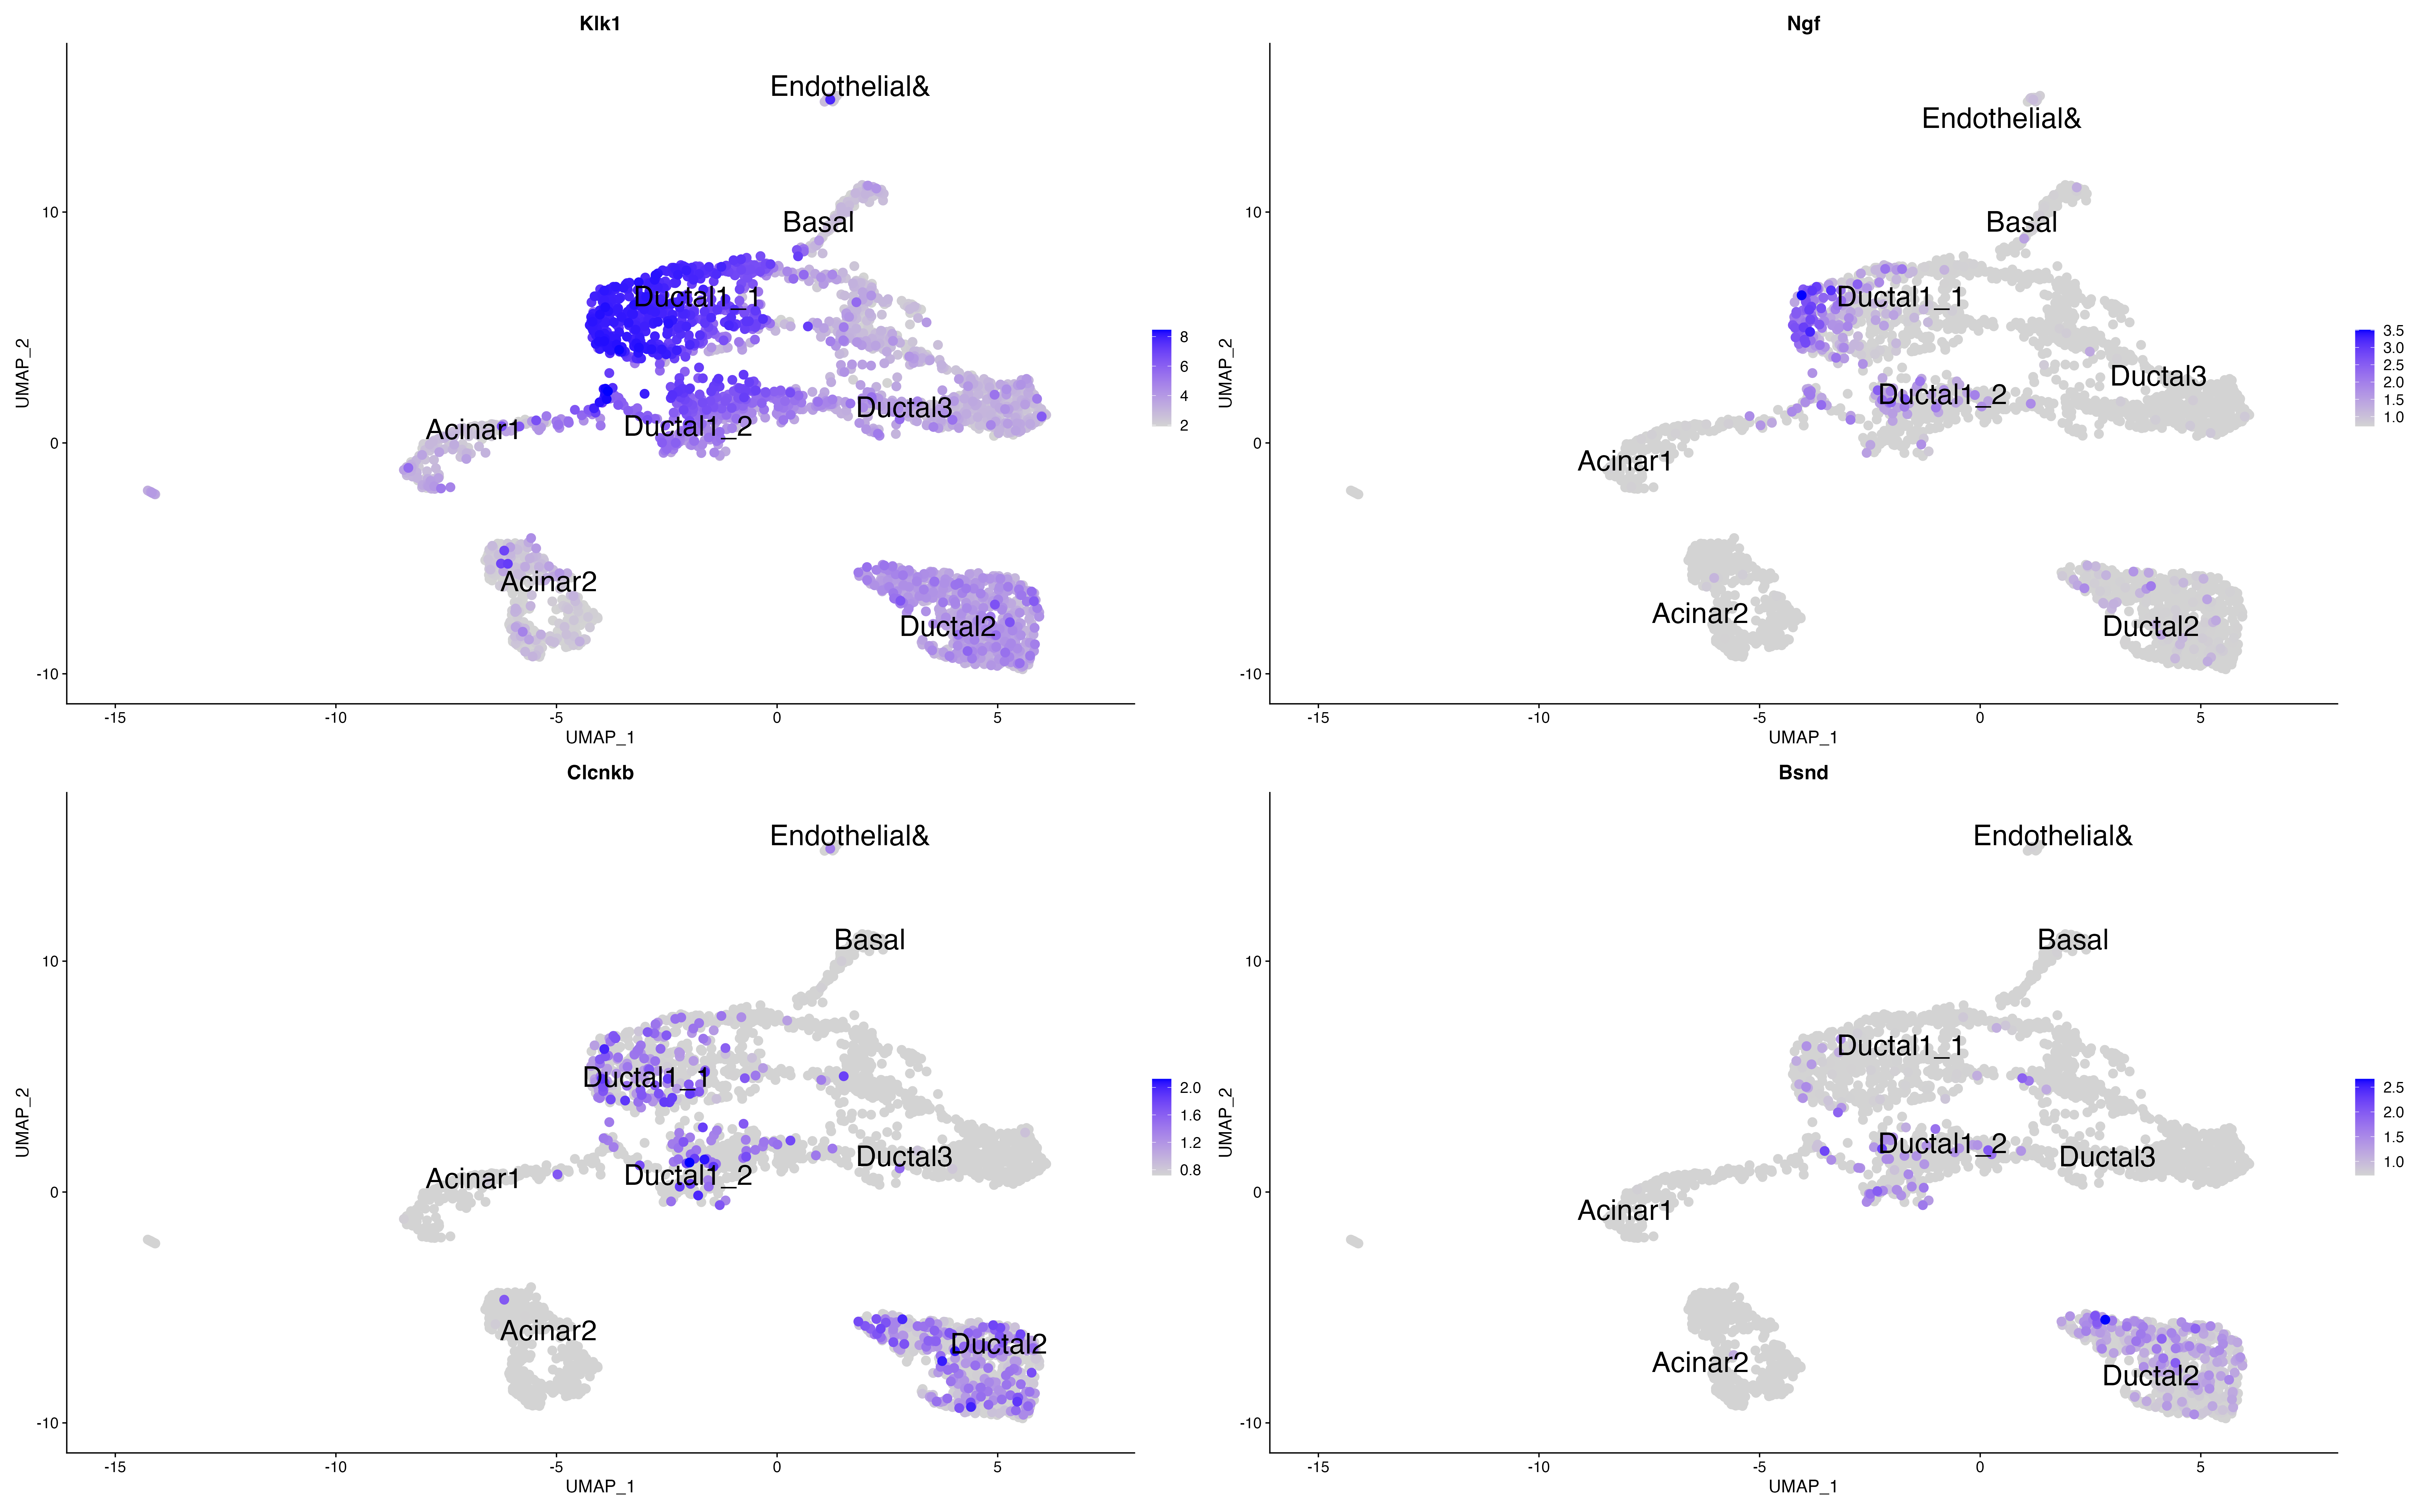 Klk1
Endothelial&
Basal
Ductal1_1
Ductal1_2
Ductal3
Acinar1
Acinar2
Ductal2
10
0
-10
UMAP_2
-15
-10
-5
0
5
UMAP_1
8
6
4
2
Ngf
Endothelial&
Basal
Ductal1_1
Ductal3
Ductal1_2
Acinar1
Acinar2
Ductal2
10
0
-10
UMAP_2
-15
-10
-5
0
5
UMAP_1
3.5
3.0
2.5
2.0
1.5
1.0
Clcnkb
Endothelial&
Basal
Ductal1_1
Ductal3
Ductal1_2
Acinar1
Acinar2
Ductal2
10
0
-10
UMAP_2
-15
-10
-5
0
5
UMAP_1
2.0
1.6
1.2
0.8
Bsnd
Endothelial&
Basal
Ductal1_1
Ductal1_2
Ductal3
Acinar1
Acinar2
Ductal2
10
0
-10
UMAP_2
-15
-10
-5
0
5
UMAP_1
2.5
2.0
1.5
1.0